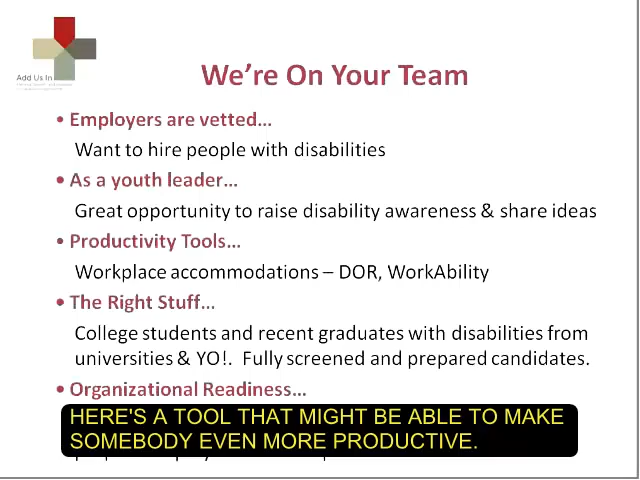 Add Us In
We're On Your Team
• Employers are vetted...
Want to hire people with disabilities
• As a youth leader...
Great opportunity to raise disability awareness & share ideas
• Productivity Tools...
Workplace accommodations – DOR, WorkAbility
• The Right Stuff...
College students and recent graduates with disabilities from
universities & YO!.  Fully screened and prepared candidates.
• Organizational Readiness...
HERE'S A TOOL THAT MIGHT BE ABLE TO MAKE
SOMEBODY EVEN MORE PRODUCTIVE.